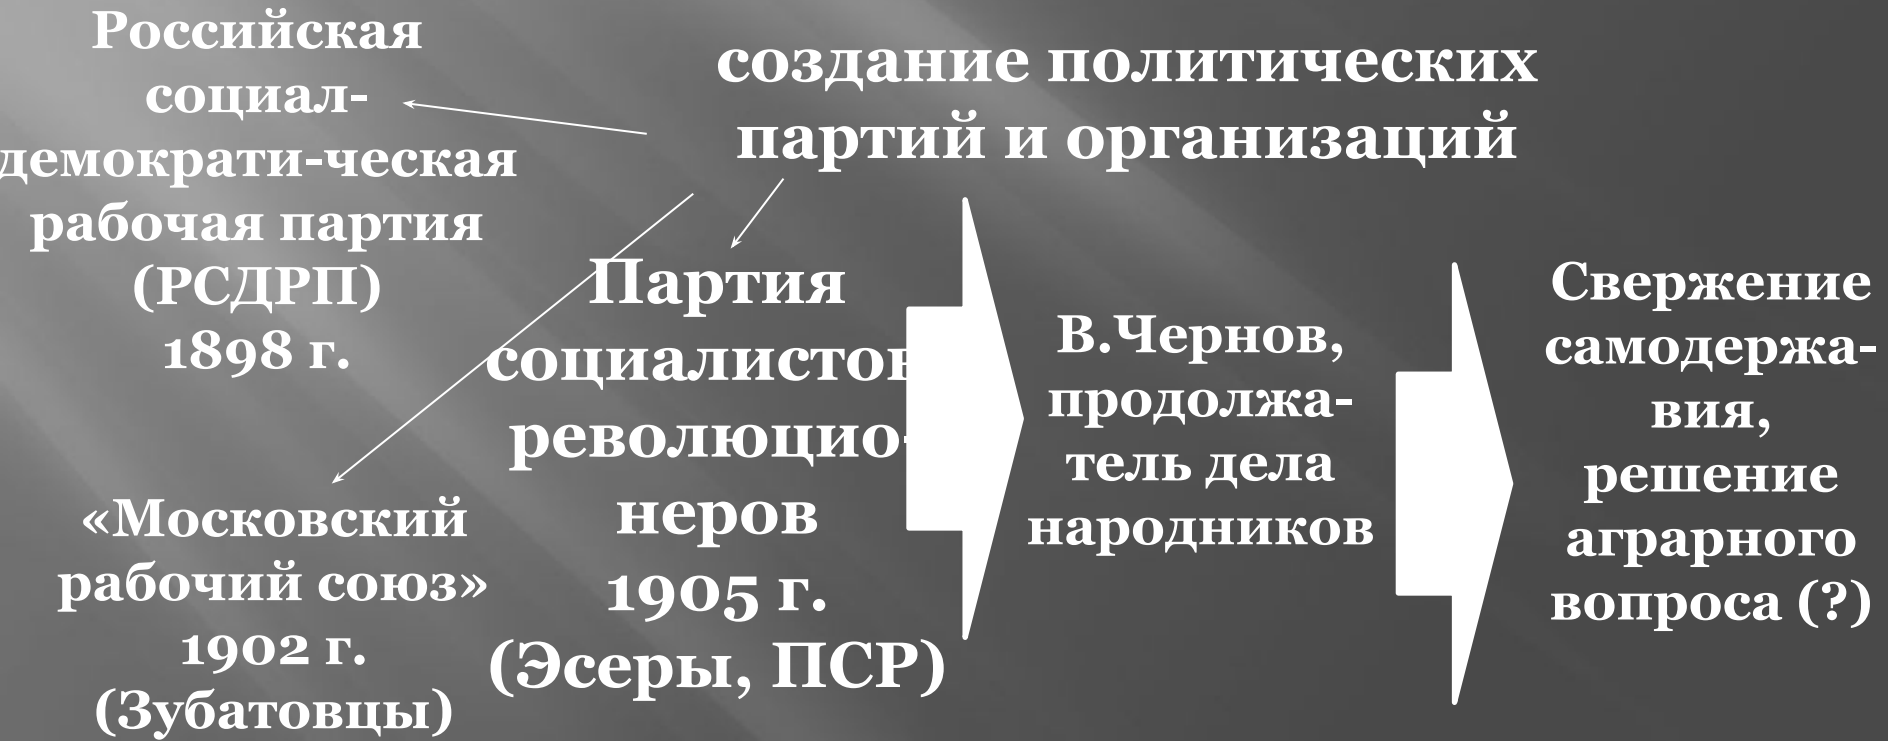 Российская
социал-
демократи-ческая
рабочая партия
(РСДРП)
1898 г.
создание политических
партий и организаций
«Московский
рабочий союз»
1902 г.
(Зубатовцы)
Партия
социалистов
революцио-
неров
1905 г.
(Эсеры, ПСР)
В.Чернов,
продолжа-
тель дела
народников
Свержение
самодержа-
вия,
решение
аграрного
вопроса (?)